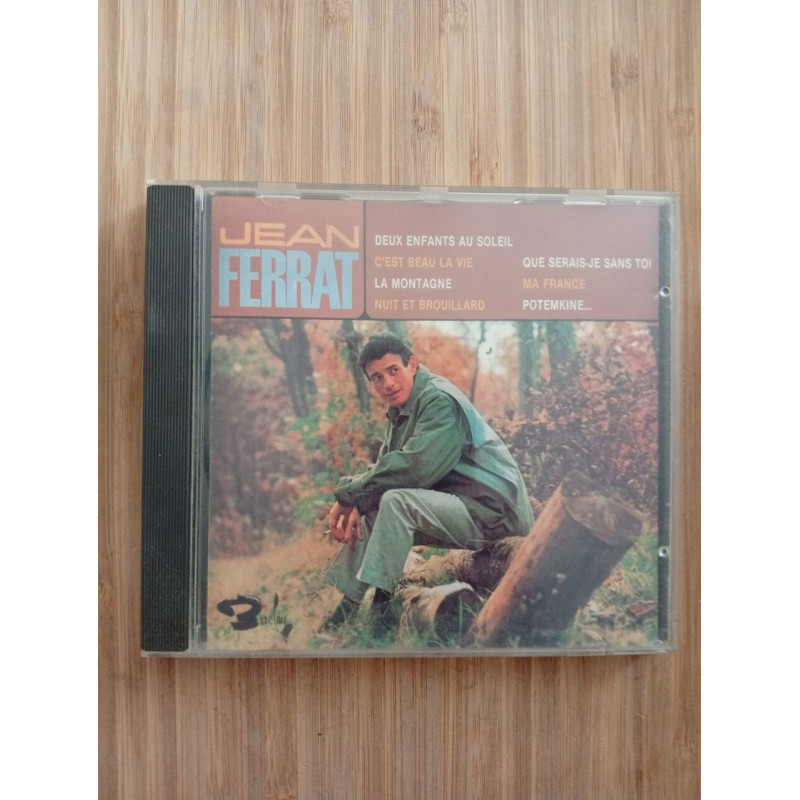 JEAN
FERRAT
DEUX ENFANTS AU SOLEIL
C'EST BEAU LA VIE
LA MONTAGNE
NUIT ET BROUILLARD
QUE SERAIS-JE SANS TOI
MA FRANCE
POTEMKINE...
Barclay